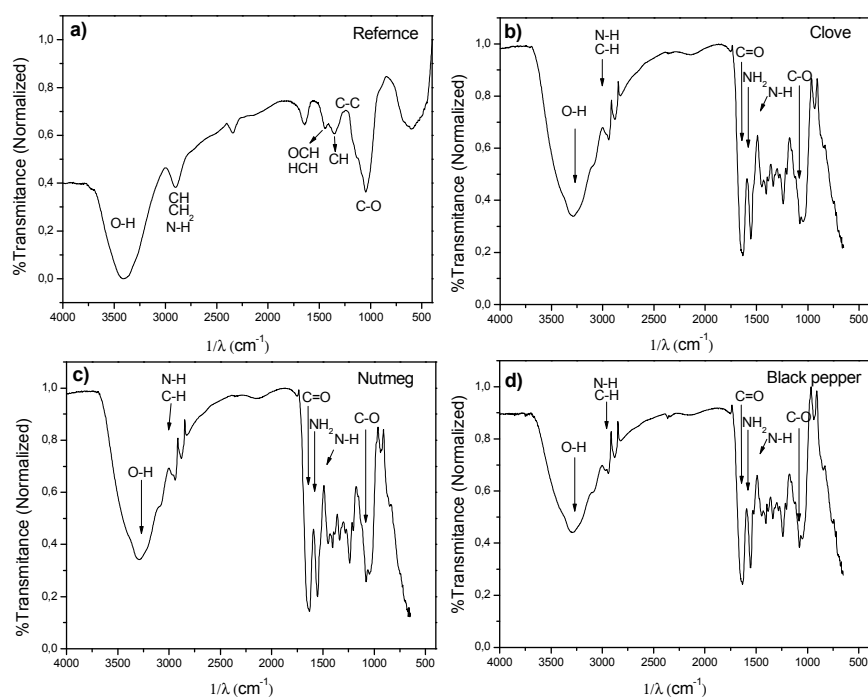 a)
Refernce
%Transmitance (Normalized)
1,0
0,8
0,6
0,4
0,2
0,0
O-H
CH
CH2
N-H
OCH
HCH
C-C
CH
C-O
4000 3500 3000 2500 2000 1500 1000 500
1/λ (cm-1)
b)
Clove
%Transmitance (Normalized)
1,0
0,8
0,6
0,4
0,2
0,0
O-H
N-H
C-H
C=O
NH2
N-H
C-O
4000 3500 3000 2500 2000 1500 1000 500
1/λ (cm-1)
c)
Nutmeg
%Transmitance (Normalized)
1,0
0,8
0,6
0,4
0,2
0,0
O-H
N-H
C-H
C=O
NH2
N-H
C-O
4000 3500 3000 2500 2000 1500 1000 500
1/λ (cm-1)
d)
Black pepper
%Transmitance (Normalized)
1,0
0,8
0,6
0,4
0,2
0,0
O-H
N-H
C-H
C=O
NH2
N-H
C-O
4000 3500 3000 2500 2000 1500 1000 500
1/λ (cm-1)